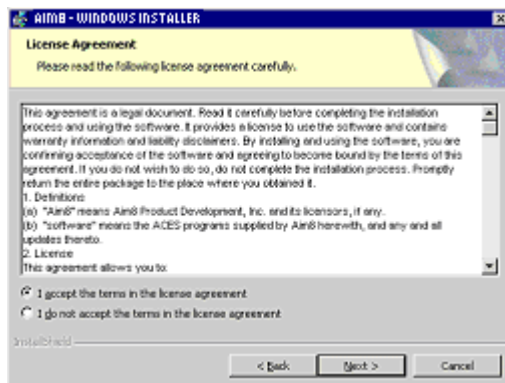 AIM8 - WINDOWS INSTALLER
License Agreement
Please read the following license agreement carefully.
This agreement is a legal document. Read it carefully before completing the installation
process and using the software. It provides a license to use the software and contains
warranty information and liability disclaimers. By installing and using the software, you are
confirming acceptance of the software and agreeing to become bound by the terms of this
agreement. If you do not wish to do so, do not complete the installation process. Promptly
return the entire package to the place where you obtained it.
1. Definitions
(a) "Aim8" means Aim8 Product Development, Inc. and its licensors, if any.
(b) "software" means the ACES programs supplied by Aim8 herewith, and any and all
updates thereto.
2. License
This agreement allows you to:
I accept the terms in the license agreement
I do not accept the terms in the license agreement
InstallShield
< Back
Next >
Cancel